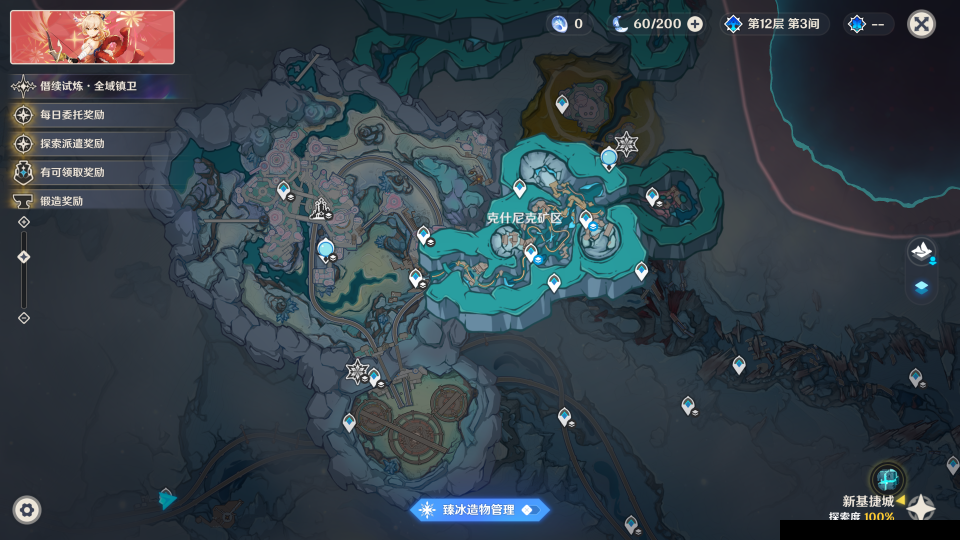 0
60/200
第12层 第3间
--
借续试炼·全域镇卫
每日委托奖励
探索派遣奖励
有可领取奖励
锻造奖励
克什尼克矿区
臻冰造物管理
新基捷城
探索度 100%